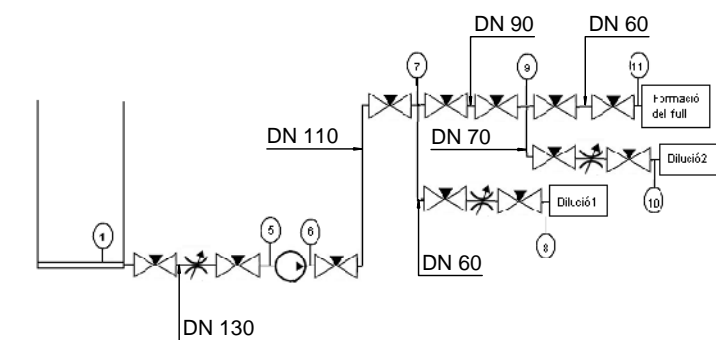 DN 90
DN 60
7
9
11
Formació
del full
DN 110
DN 70
Dilució2
10
Dilució1
8
1
5
6
DN 60
DN 130